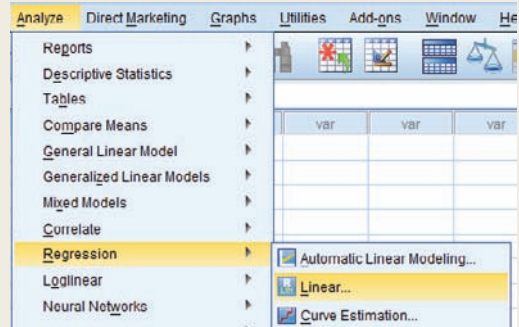 Analyze Direct Marketing Graphs Utilities Add-ons Window He
Reports
Descriptive Statistics
Tables
Compare Means
General Linear Model
Generalized Linear Models
Mixed Models
Correlate
Regression
Loglinear
Neural Networks
var var var
Automatic Linear Modeling...
Linear...
Curve Estimation...